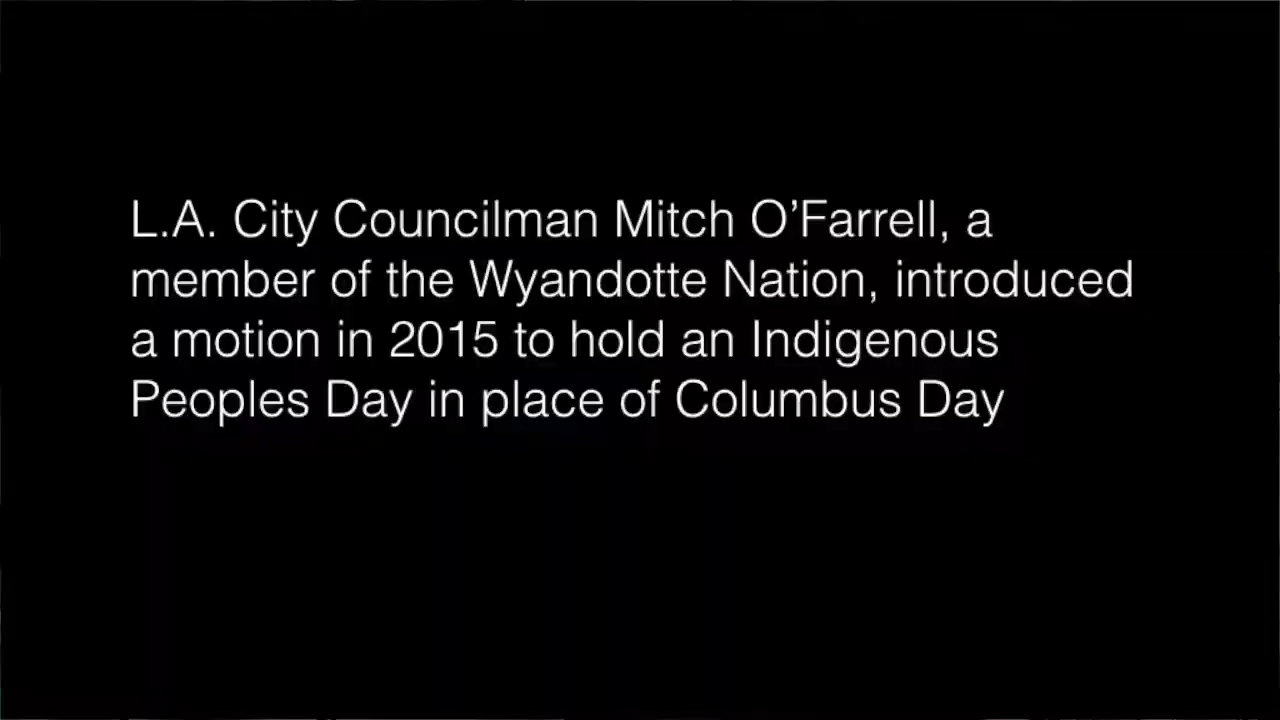 L.A. City Councilman Mitch O’Farrell, a
member of the Wyandotte Nation, introduced
a motion in 2015 to hold an Indigenous
Peoples Day in place of Columbus Day